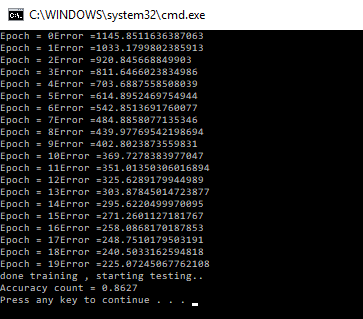 C:\WINDOWS\system32\cmd.exe
Epoch = 0Error =1145.8511636387063
Epoch = 1Error =1033.1799802385913
Epoch = 2Error =920.845668849903
Epoch = 3Error =811.6466023834986
Epoch = 4Error =703.6887558508039
Epoch = 5Error =614.8952469754944
Epoch = 6Error =542.8513691760077
Epoch = 7Error =484.8858077135346
Epoch = 8Error =439.97769542198694
Epoch = 9Error =402.8023873559831
Epoch = 10Error =369.7278383977047
Epoch = 11Error =351.01350306016894
Epoch = 12Error =325.6289179944989
Epoch = 13Error =303.87845014723877
Epoch = 14Error =295.6220499970095
Epoch = 15Error =271.2601127181767
Epoch = 16Error =258.0868170187853
Epoch = 17Error =248.7510179503191
Epoch = 18Error =240.5033162594818
Epoch = 19Error =225.07245067762108
done training , starting testing..
Accuracy count = 0.8627
Press any key to continue . . .